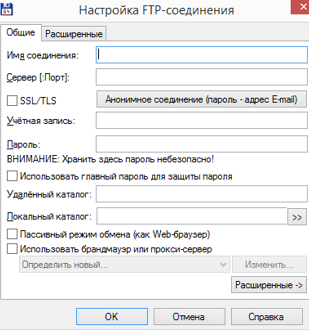 Настройка FTP-соединения
Общие Расширенные
Имя соединения:
Сервер [:Порт]:
SSL/TLS Анонимное соединение (пароль - адрес E-mail)
Учётная запись:
Пароль:
ВНИМАНИЕ: Хранить здесь пароль небезопасно!
Использовать главный пароль для защиты пароля
Удалённый каталог:
Локальный каталог: >>
Пассивный режим обмена (как Web-браузер)
Использовать брандмауэр или прокси-сервер
Определить новый... Изменить...
Расширенные ->
OK Отмена Справка